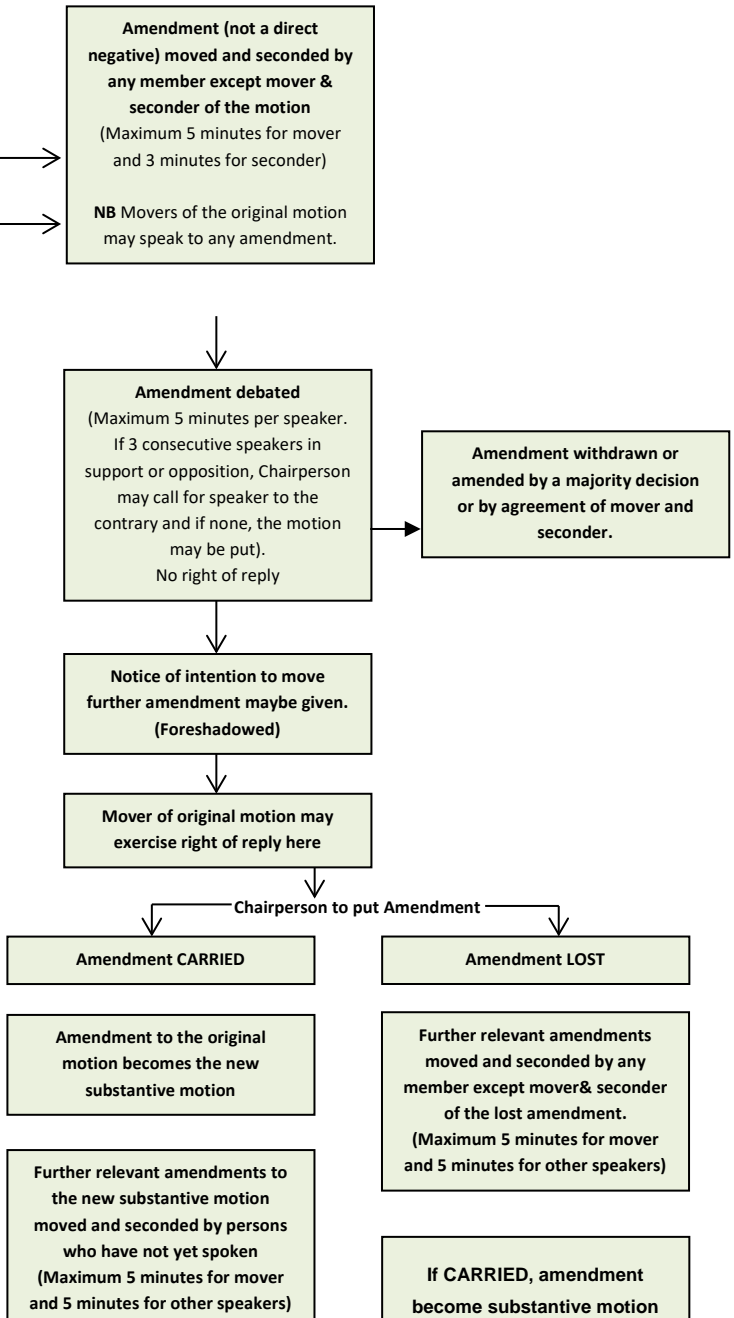 Amendment (not a direct
negative) moved and seconded by
any member except mover &
seconder of the motion
(Maximum 5 minutes for mover
and 3 minutes for seconder)
NB Movers of the original motion
may speak to any amendment.
Amendment debated
(Maximum 5 minutes per speaker.
If 3 consecutive speakers in
support or opposition, Chairperson
may call for speaker to the
contrary and if none, the motion
may be put).
No right of reply
Amendment withdrawn or
amended by a majority decision
or by agreement of mover and
seconder.
Notice of intention to move
further amendment maybe given.
(Foreshadowed)
Mover of original motion may
exercise right of reply here
Chairperson to put Amendment
Amendment CARRIED
Amendment LOST
Amendment to the original
motion becomes the new
substantive motion
Further relevant amendments
moved and seconded by any
member except mover& seconder
of the lost amendment.
(Maximum 5 minutes for mover
and 5 minutes for other speakers)
Further relevant amendments to
the new substantive motion
moved and seconded by persons
who have not yet spoken
(Maximum 5 minutes for mover
and 5 minutes for other speakers)
If CARRIED, amendment
become substantive motion